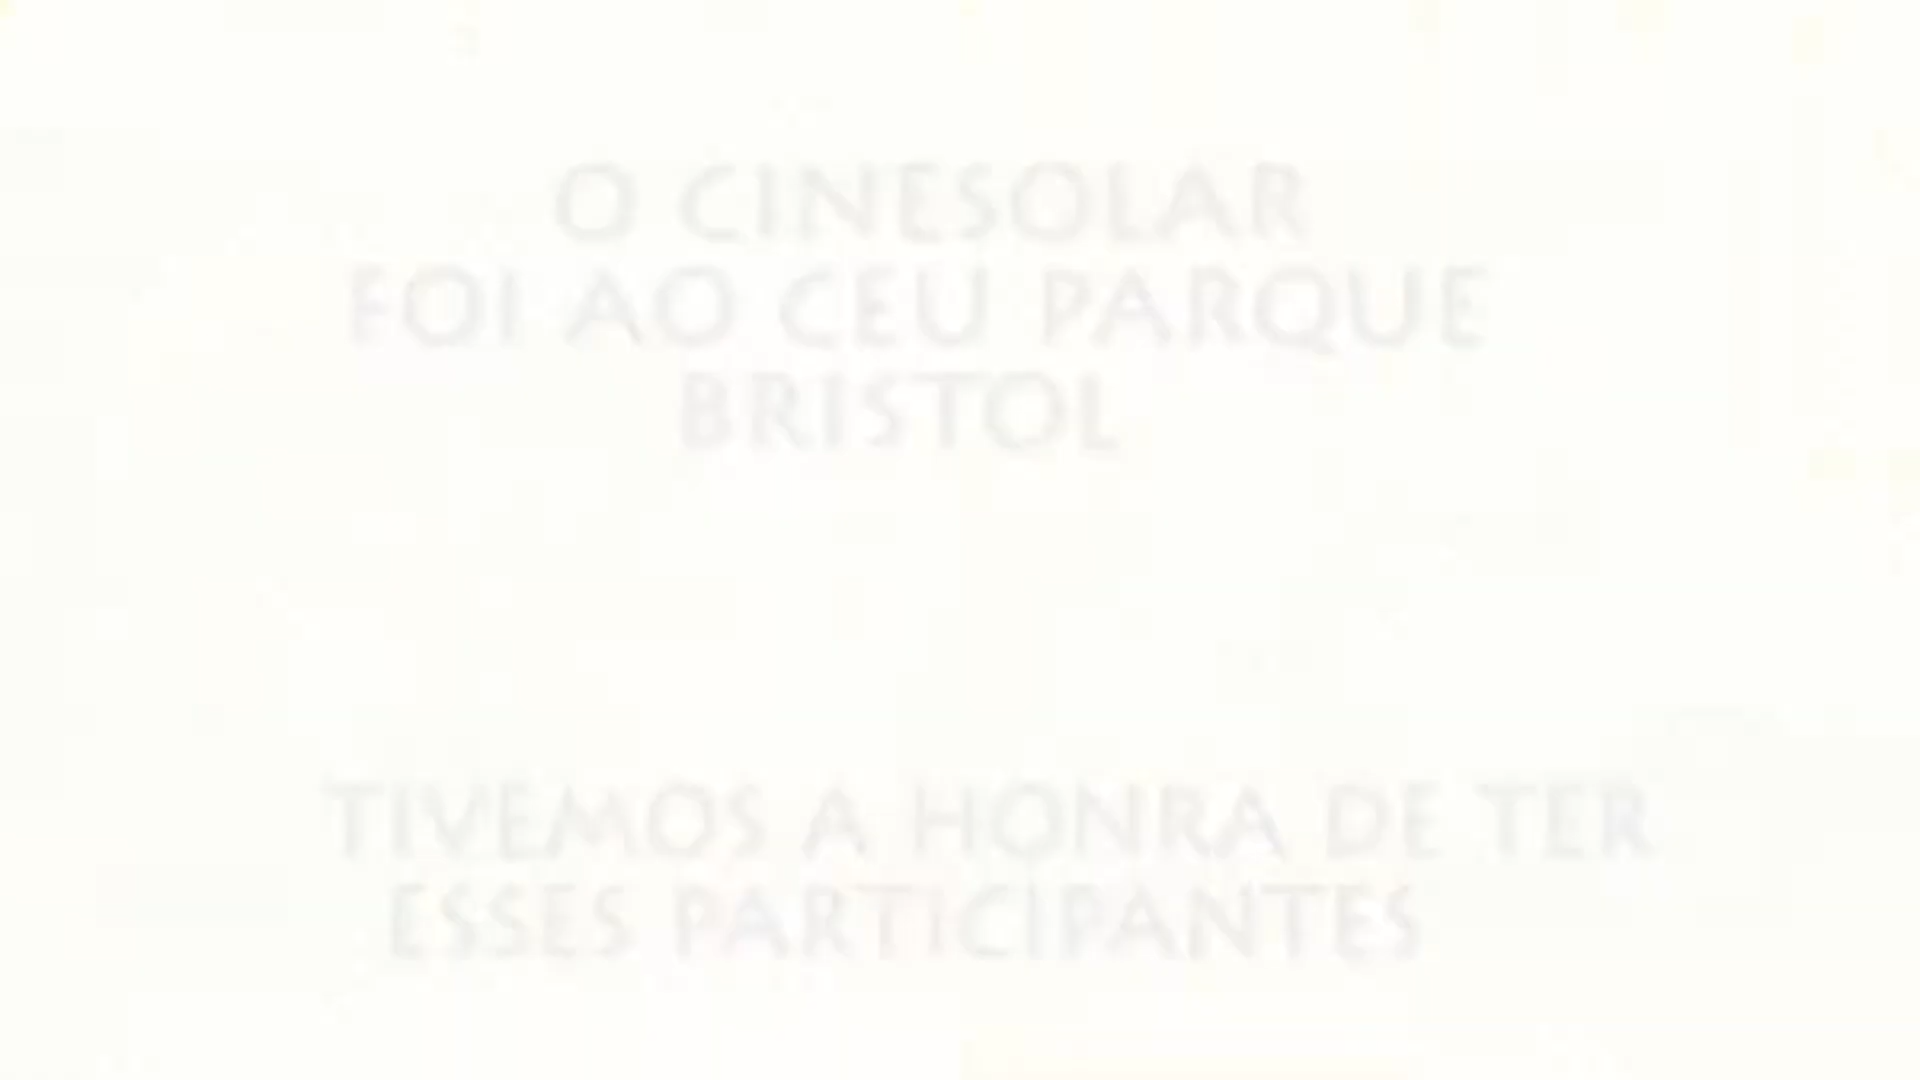 O CINESOLAR
FOI AO CEU PARQUE
BRISTOL
TIVEMOS A HONRA DE TER
ESSES PARTICIPANTES